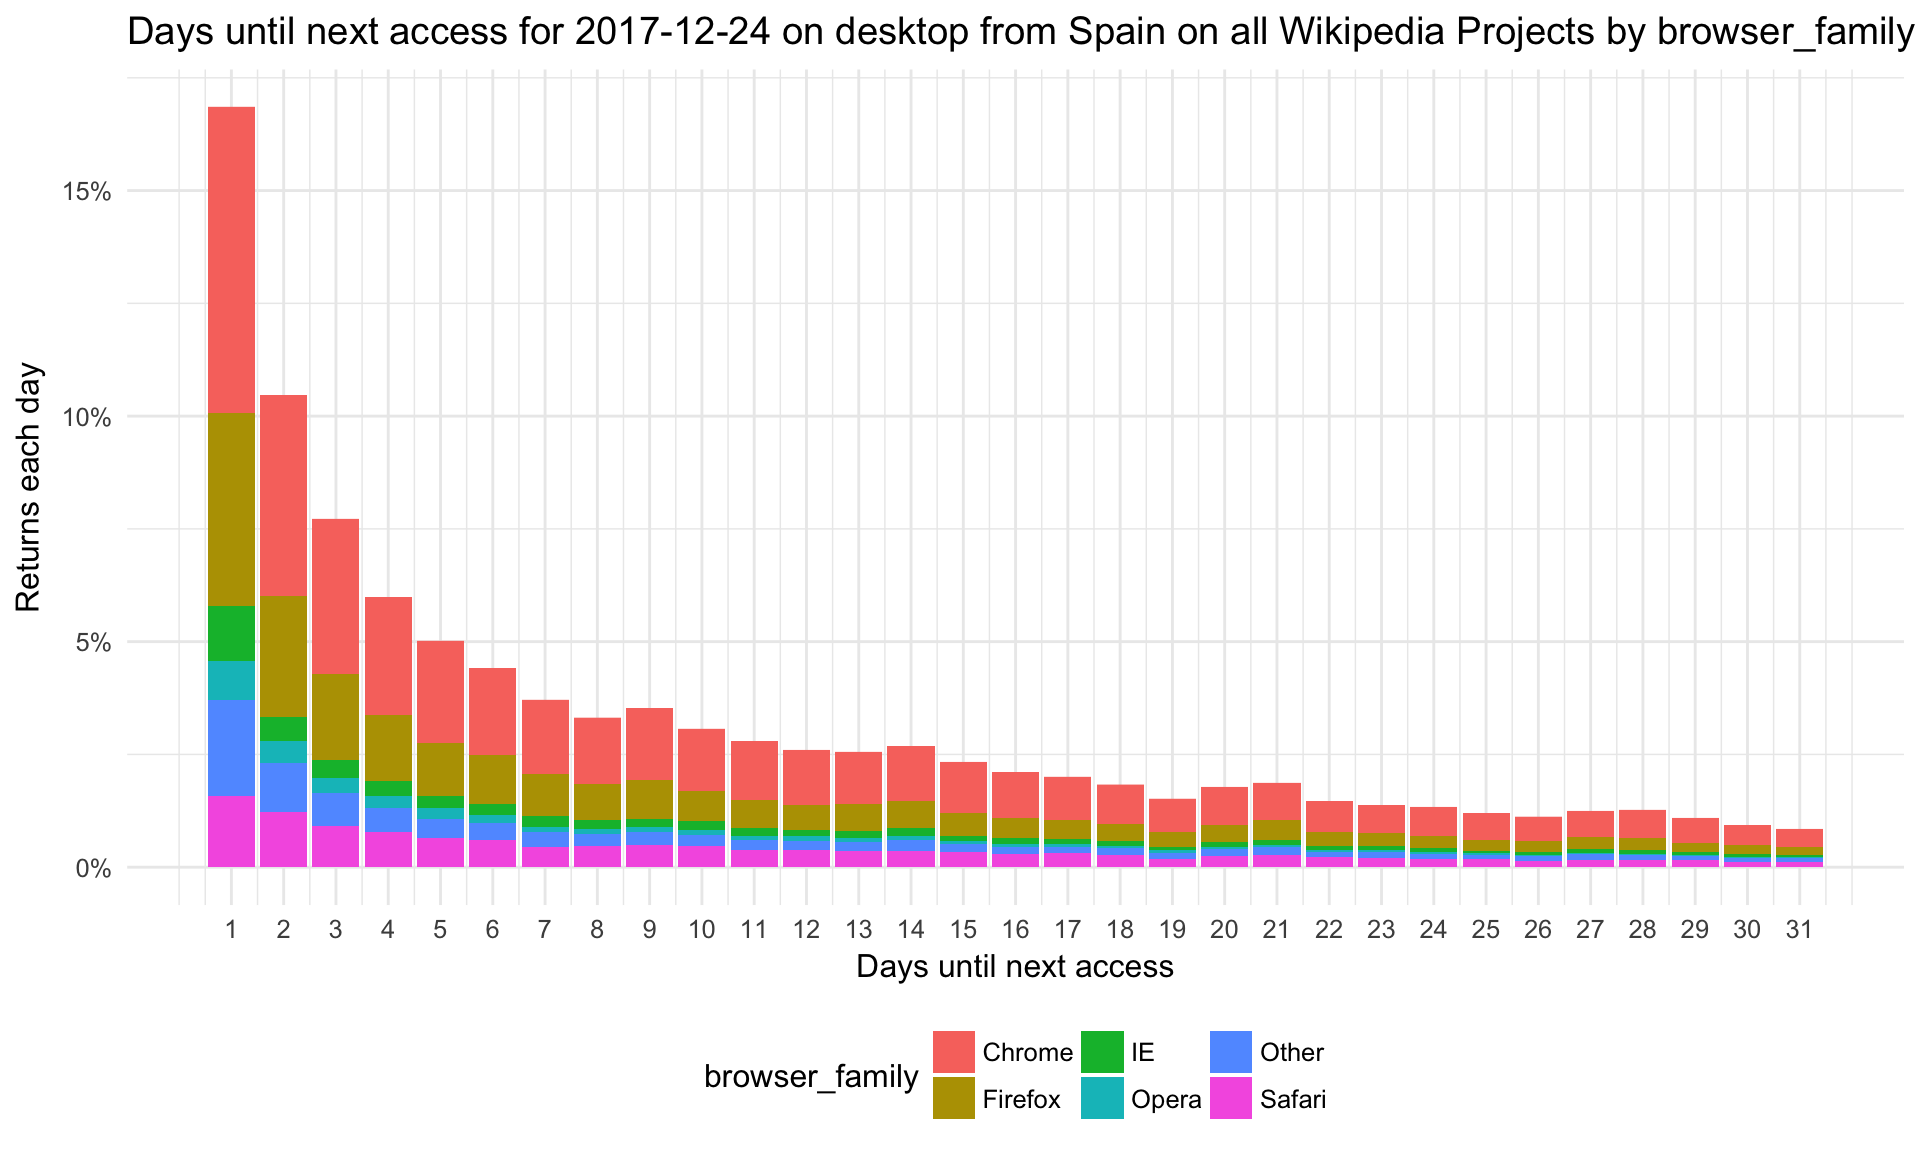 Days until next access for 2017-12-24 on desktop from Spain on all Wikipedia Projects by browser_family
Returns each day
15%
10%
5%
0%
1 2 3 4 5 6 7 8 9 10 11 12 13 14 15 16 17 18 19 20 21 22 23 24 25 26 27 28 29 30 31
Days until next access
browser_family
Chrome IE Other
Firefox Opera Safari